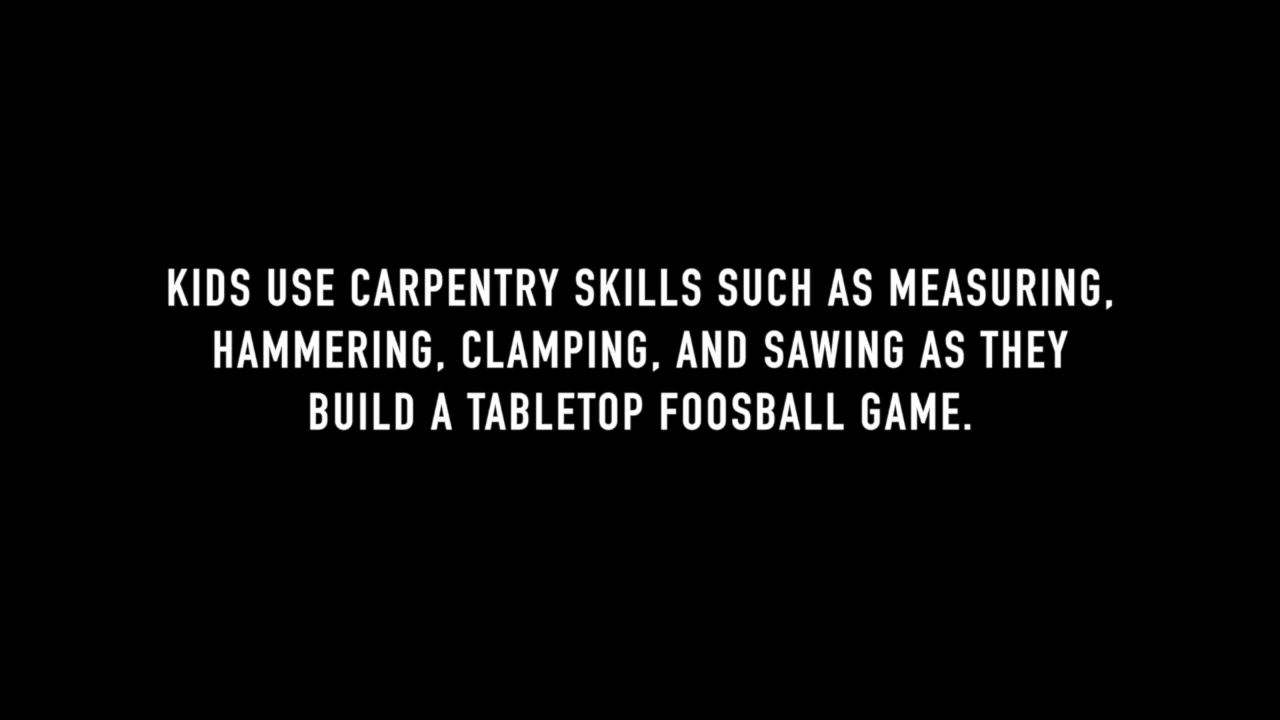 KIDS USE CARPENTRY SKILLS SUCH AS MEASURING,
HAMMERING, CLAMPING, AND SAWING AS THEY
BUILD A TABLETOP FOOSBALL GAME.